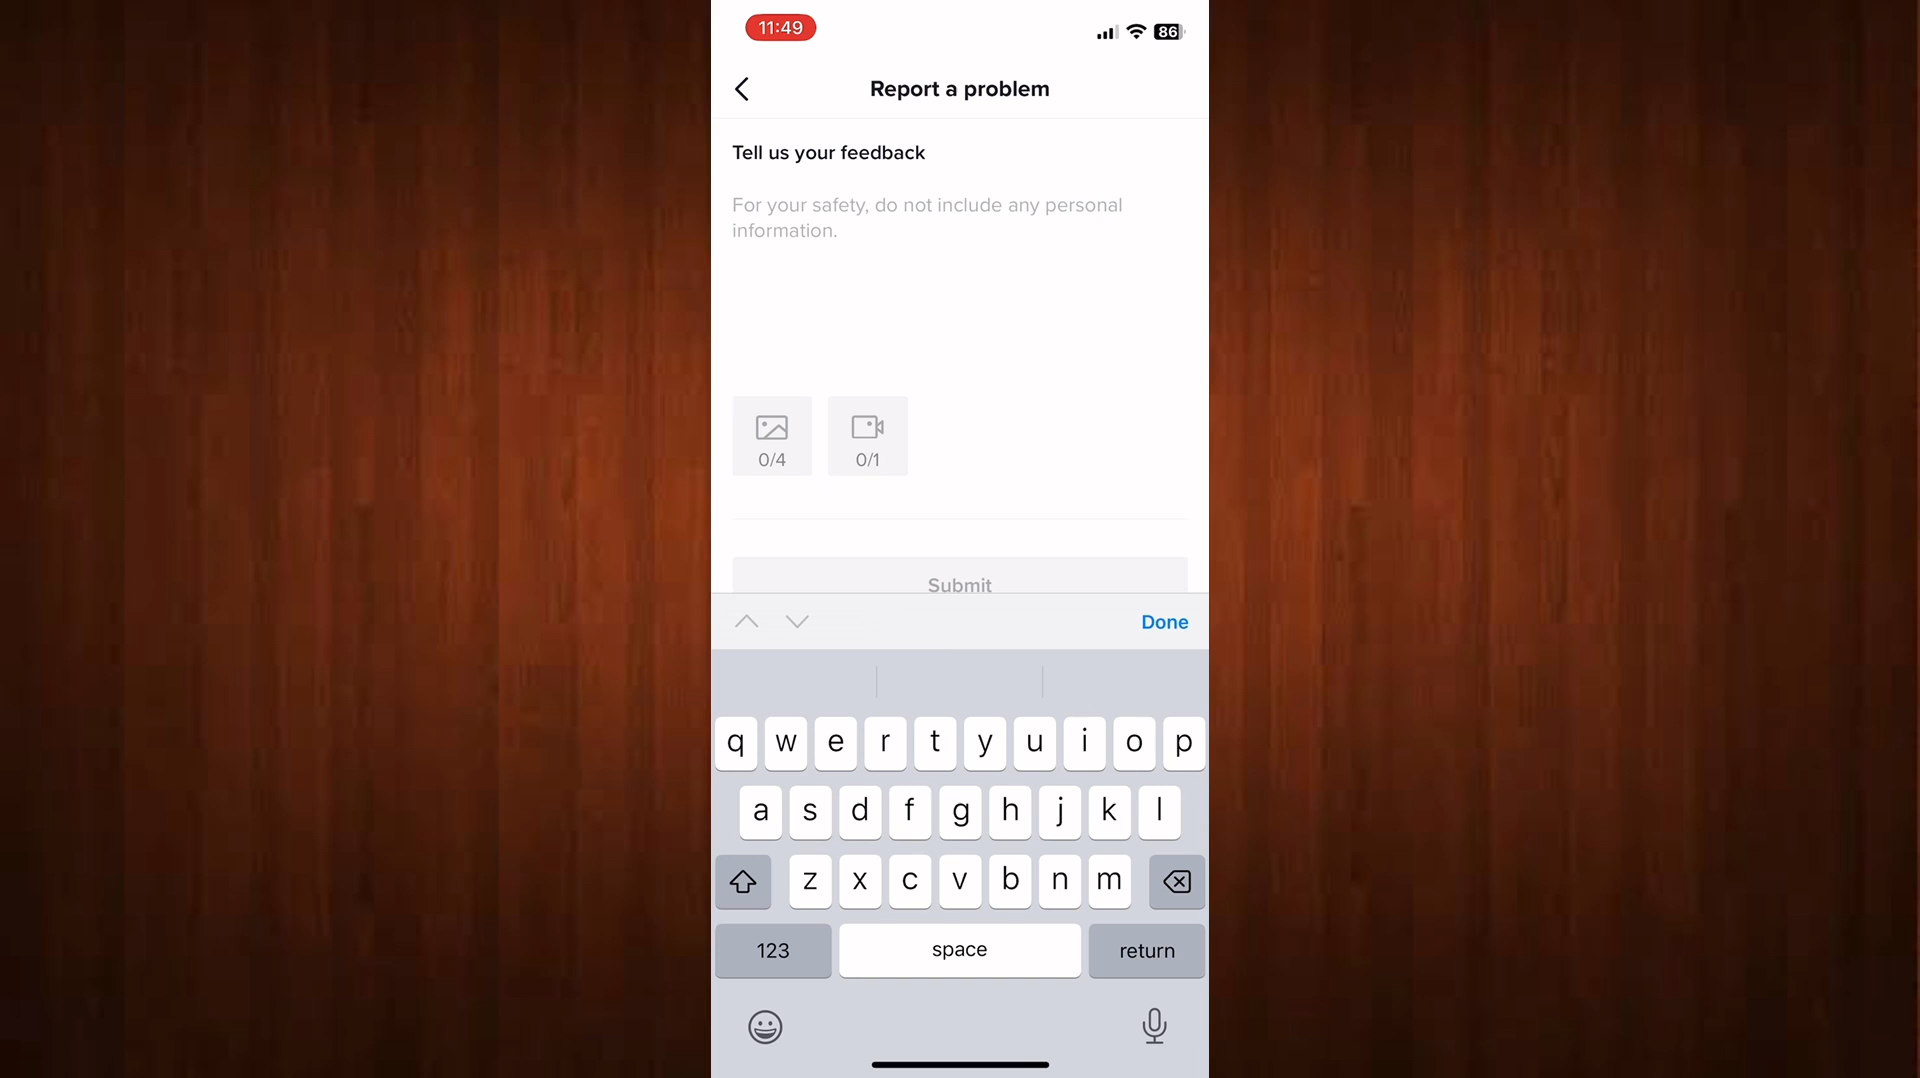 11:49
86
Report a problem
Tell us your feedback
For your safety, do not include any personal
information.
0/4
0/1
Submit
Done
q w e r t y u i o p
a s d f g h j k l
z x c v b n m
123
space
return